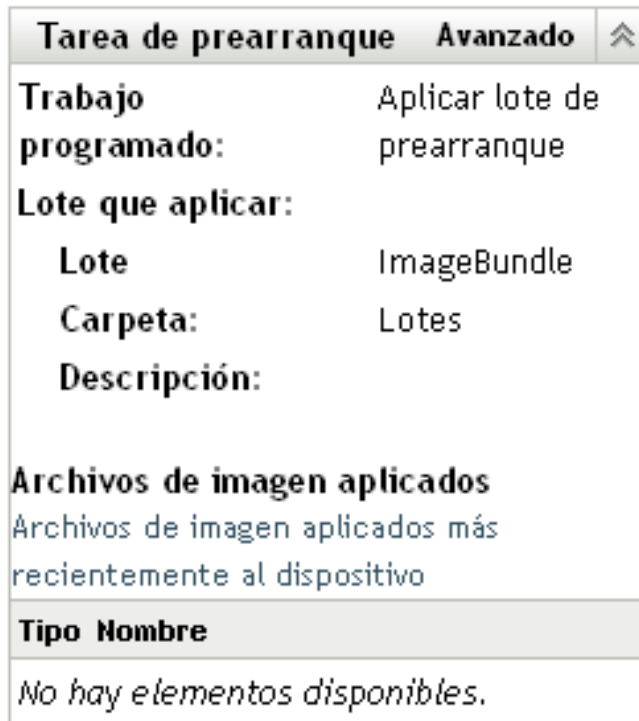 Tarea de prearranque Avanzado
Trabajo programado: Aplicar lote de prearranque
Lote que aplicar:
Lote ImageBundle
Carpeta: Lotes
Descripción:
Archivos de imagen aplicados
Archivos de imagen aplicados más
recientemente al dispositivo
Tipo Nombre
No hay elementos disponibles.